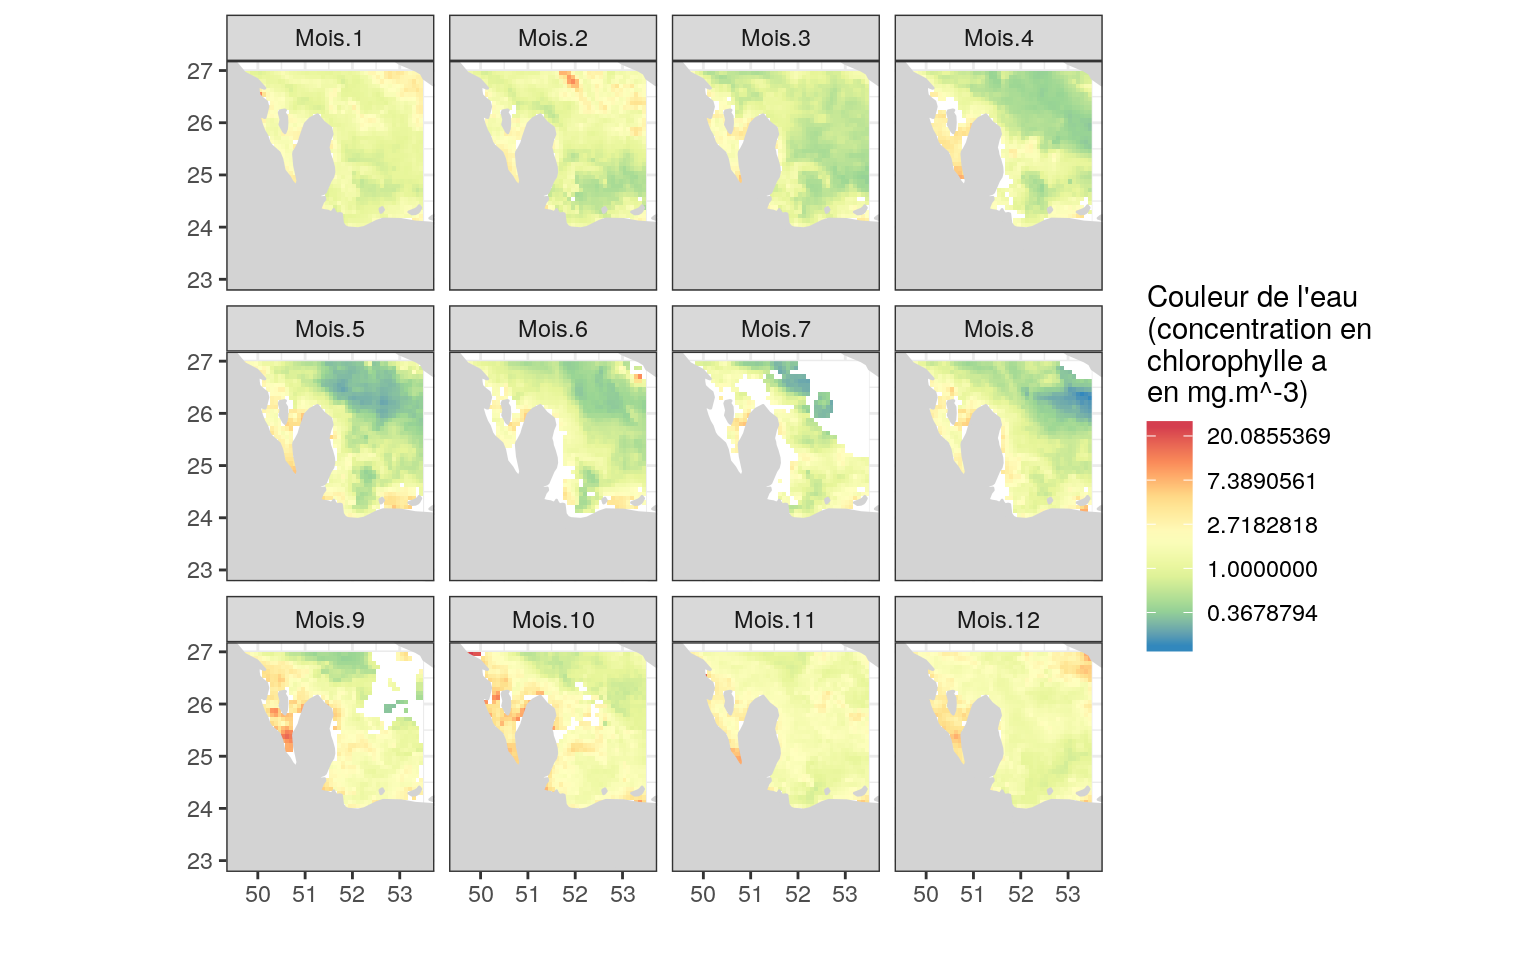 Mois.1 Mois.2 Mois.3 Mois.4
27
26
25
24
23
Mois.5 Mois.6 Mois.7 Mois.8
27
26
25
24
23
Mois.9 Mois.10 Mois.11 Mois.12
27
26
25
24
23
50 51 52 53 50 51 52 53 50 51 52 53 50 51 52 53
Couleur de l'eau
(concentration en
chlorophylle a
en mg.m^-3)
20.0855369
7.3890561
2.7182818
1.0000000
0.3678794